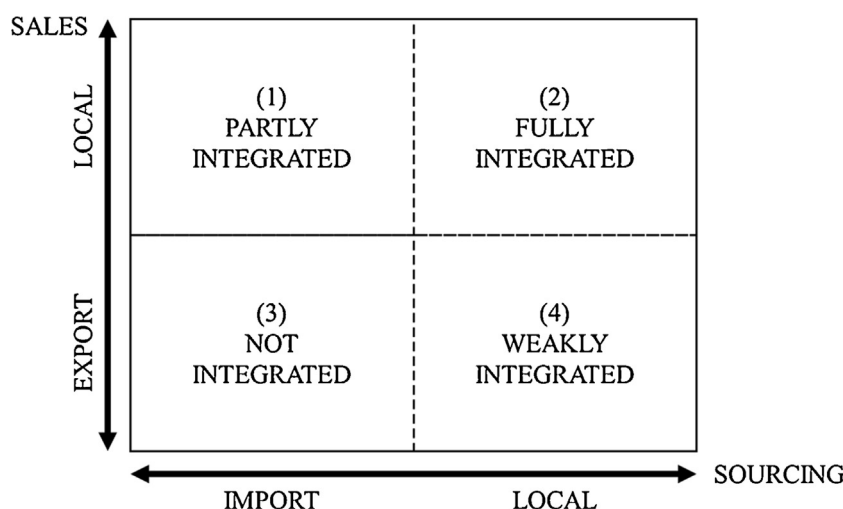 SALES
LOCAL
(1)
PARTLY
INTEGRATED
(2)
FULLY
INTEGRATED
EXPORT
(3)
NOT
INTEGRATED
(4)
WEAKLY
INTEGRATED
SOURCING
IMPORT
LOCAL